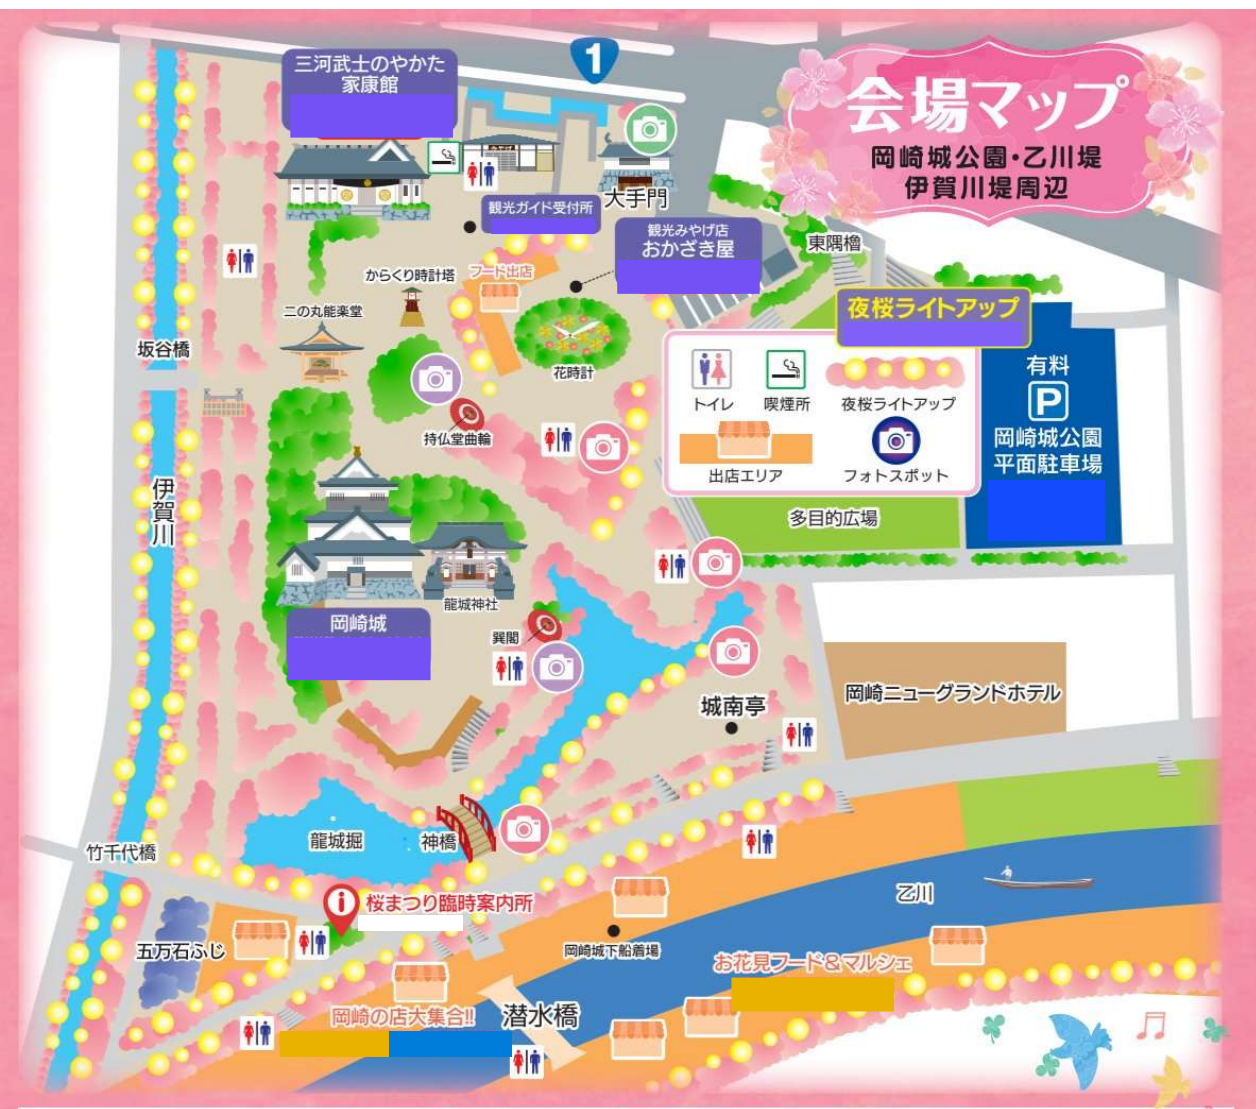 1
三河武士のやかた
家康館
会場マップ
岡崎城公園・乙川堤
伊賀川堤周辺
大手門
観光ガイド受付所
観光みやげ店
おかざき屋
東隅櫓
からくり時計塔
フード出店
二の丸能楽堂
夜桜ライトアップ
坂谷橋
花時計
トイレ
喫煙所
夜桜ライトアップ
有料
P
岡崎城公園
平面駐車場
持仏堂曲輪
出店エリア
フォトスポット
伊賀川
多目的広場
龍城神社
岡崎城
巽閣
城南亭
岡崎ニューグランドホテル
龍城堀
神橋
竹千代橋
i
桜まつり臨時案内所
乙川
五万石ふじ
岡崎城下船着場
お花見フード&マルシェ
岡崎の店大集合!!
潜水橋